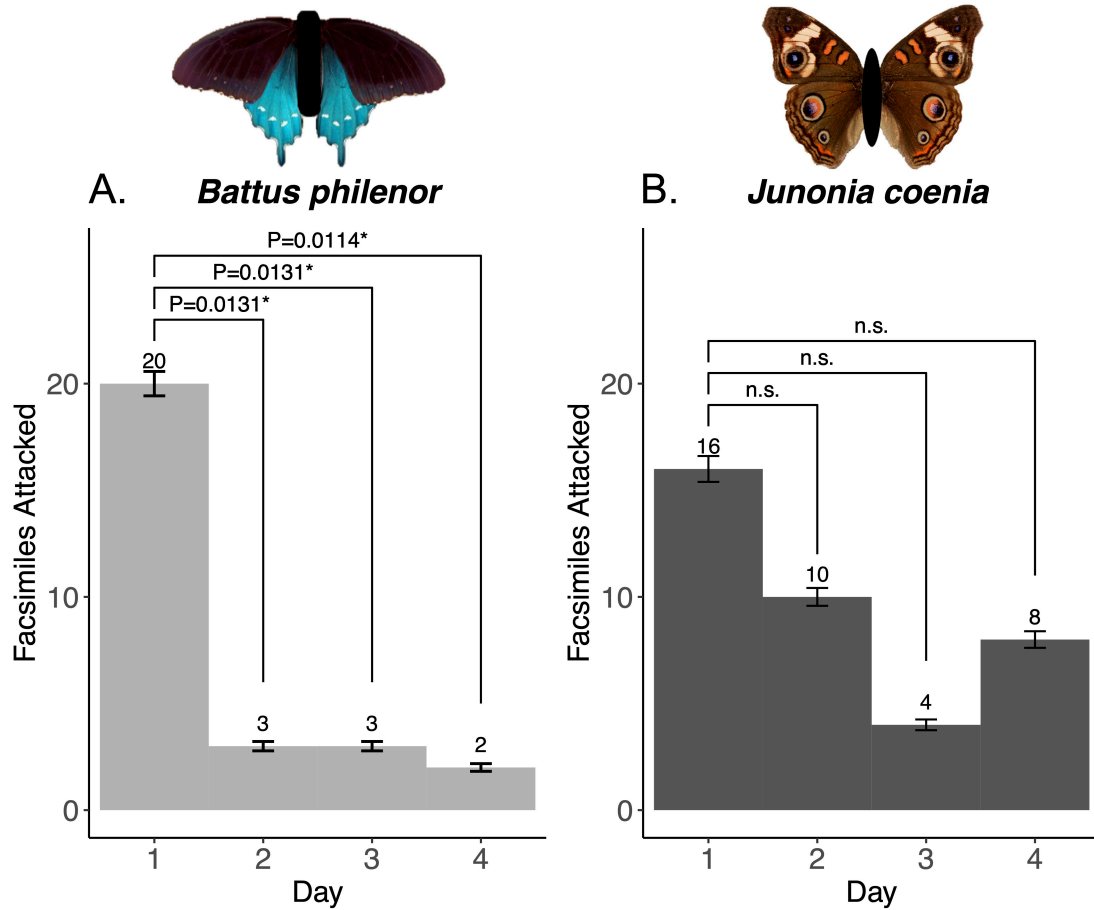 A. Battus philenor
B. Junonia coenia
P=0.0114*
P=0.0131*
P=0.0131*
20
3
3
2
20
10
0
Facsimiles Attacked
1 2 3 4
Day
n.s.
n.s.
n.s.
16
10
4
8
20
10
0
Facsimiles Attacked
1 2 3 4
Day